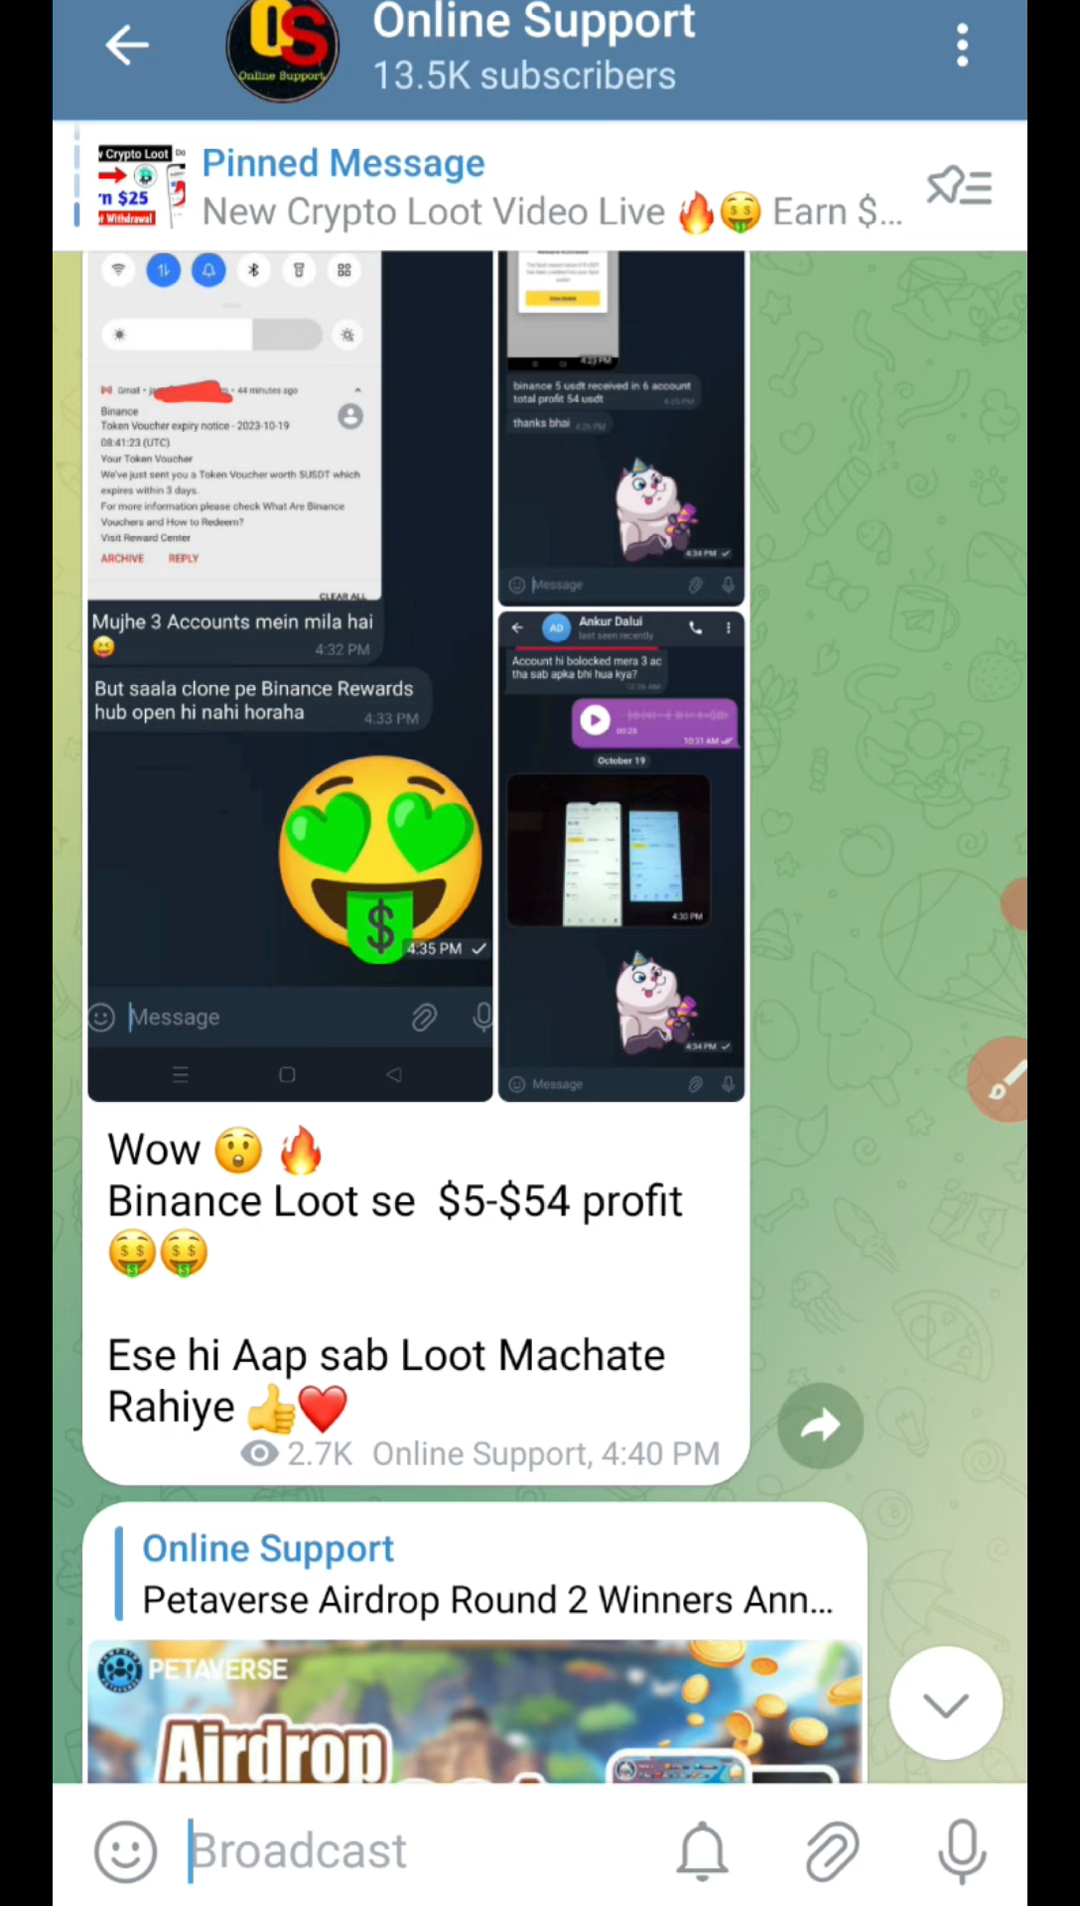 Online Support
13.5K subscribers
OS
Online Support
Crypto Loot
n $25
Withdrawal
Pinned Message
New Crypto Loot Video Live 🔥🤑 Earn $...
Gmail
44 minutes ago
Binance
Token Voucher expiry notice - 2023-10-19
08:41:23 (UTC)
Your Token Voucher
We've just sent you a Token Voucher worth 5USDT which
expires within 3 days.
For more information please check What Are Binance
Vouchers and How to Redeem?
Visit Reward Center
ARCHIVE REPLY
CLEAR ALL
Mujhe 3 Accounts mein mila hai
😝
4:32 PM
But saala clone pe Binance Rewards
hub open hi nahi horaha
4:33 PM
4:35 PM
Message
4:23 PM
binance 5 usdt received in 6 account
total profit 54 usdt
4:25 PM
thanks bhai
4:25 PM
4:34 PM
Message
AD
Ankur Dalui
last seen recently
Account hi bolocked mera 3 ac
tha sab apka bhi hua kya?
00:28
10:31 AM
October 19
4:30 PM
4:34 PM
Message
Wow 😲 🔥
Binance Loot se $5-$54 profit
🤑🤑
Ese hi Aap sab Loot Machate
Rahiye 👍❤️
2.7K Online Support, 4:40 PM
Online Support
Petaverse Airdrop Round 2 Winners Ann...
PETAVERSE
Airdrop
Broadcast